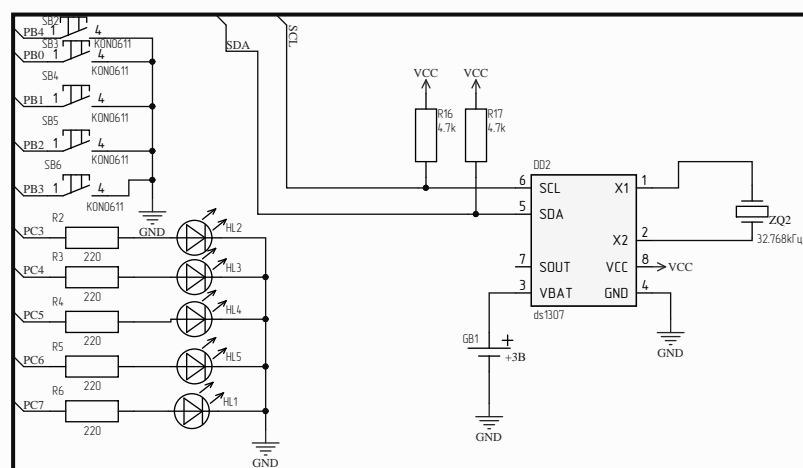 SB2
PB4 1 4
SB3 KON0611
PB0 1 4
KON0611
SB4
PB1 1 4
SB5 KON0611
PB2 1 4
SB6 KON0611
PB3 1 4
KON0611
GND
PC3 R2 220 HL2
PC4 R3 220 HL3
PC5 R4 220 HL4
PC6 R5 220 HL5
PC7 R6 220 HL1
GND
SDA
SCL
VCC VCC
R16 4.7k
R17 4.7k
DD2
6 SCL X1 1
5 SDA
X2 2
7 SOUT VCC 8 VCC
3 VBAT GND 4
ds1307
ZQ2
32.768кГц
GND
GB1 +
+3В
GND